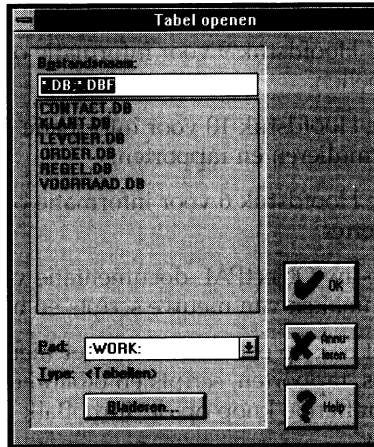 Tabel openen
Bestandsnaam:
*.DB;*.DBF
CONTACT.DB
KLANT.DB
LEVCIER.DB
ORDER.DB
REGEL.DB
VOORRAAD.DB
Pad: :WORK:
Type: <Tabellen>
Bladeren...
OK
Annu-
leren
Help